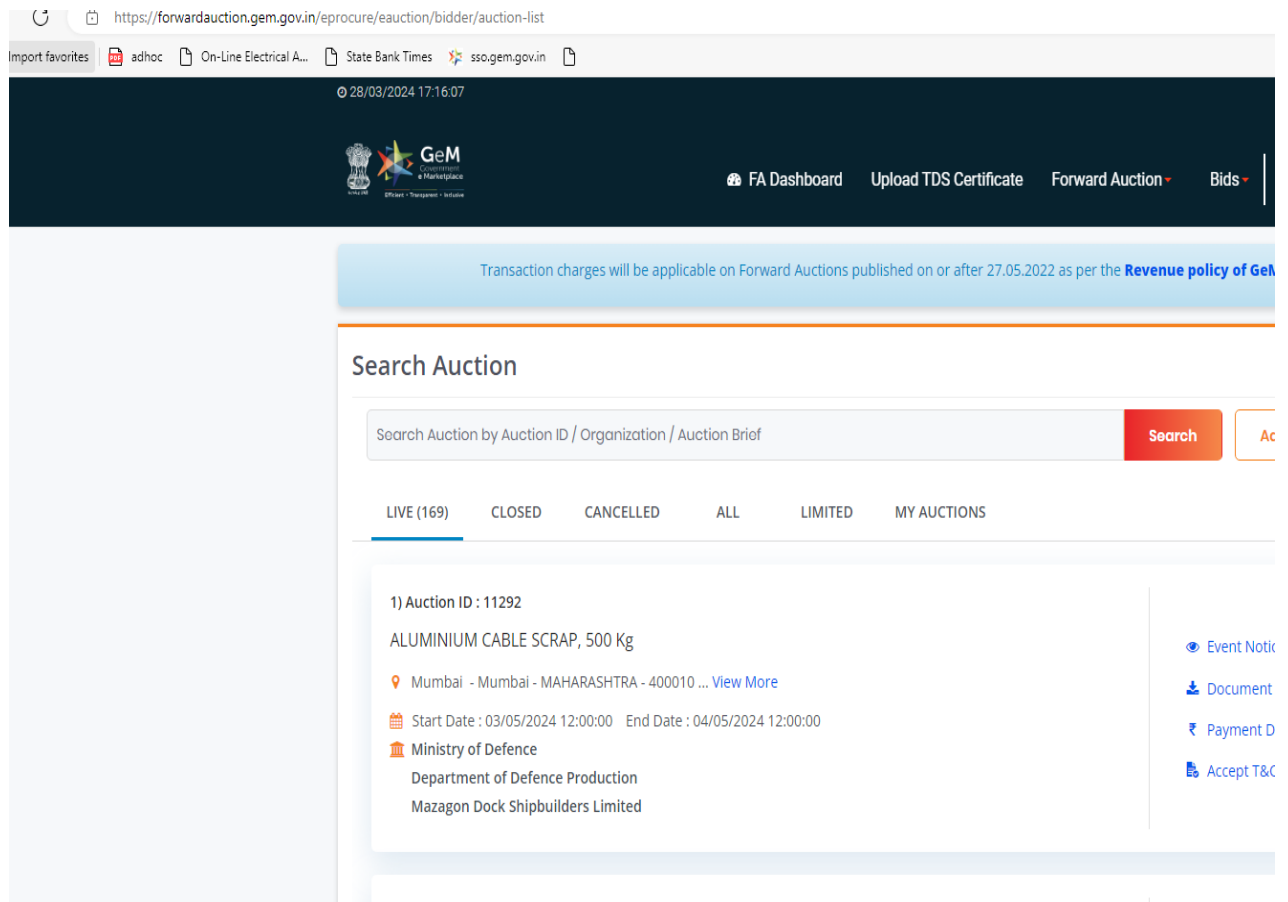 https://forwardauction.gem.gov.in/eprocure/eauction/bidder/auction-list
Import favorites adhoc On-Line Electrical A... State Bank Times sso.gem.gov.in
28/03/2024 17:16:07
GeM
Government
e Marketplace
Efficient • Transparent • Inclusive
FA Dashboard Upload TDS Certificate Forward Auction Bids
Transaction charges will be applicable on Forward Auctions published on or after 27.05.2022 as per the Revenue policy of GeM
Search Auction
Search Auction by Auction ID / Organization / Auction Brief Search Ad
LIVE (169) CLOSED CANCELLED ALL LIMITED MY AUCTIONS
1) Auction ID : 11292
ALUMINIUM CABLE SCRAP, 500 Kg
Event Notic
Mumbai - Mumbai - MAHARASHTRA - 400010 ... View More
Document
Start Date : 03/05/2024 12:00:00 End Date : 04/05/2024 12:00:00
₹ Payment D
Ministry of Defence
Accept T&C
Department of Defence Production
Mazagon Dock Shipbuilders Limited